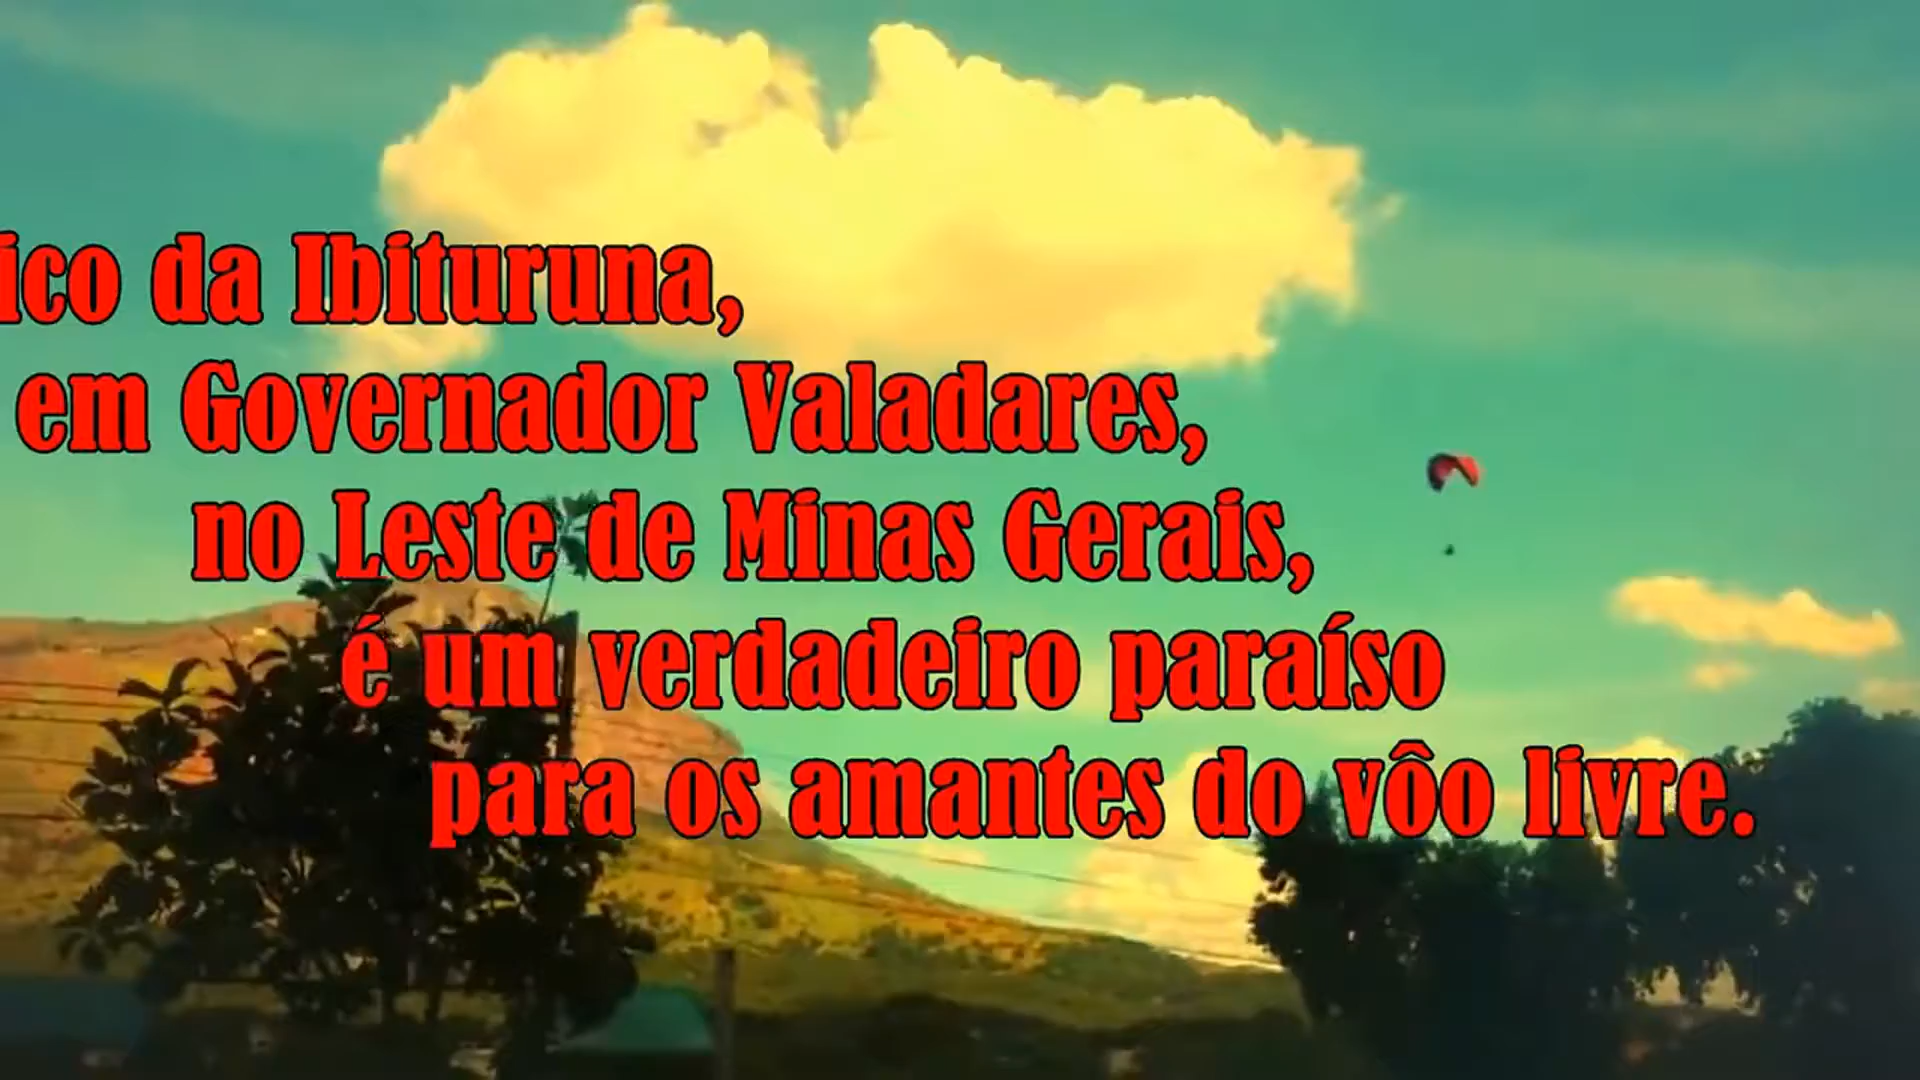 ico da Ibituruna,
em Governador Valadares,
no Leste de Minas Gerais,
é um verdadeiro paraíso
para os amantes do vôo livre.